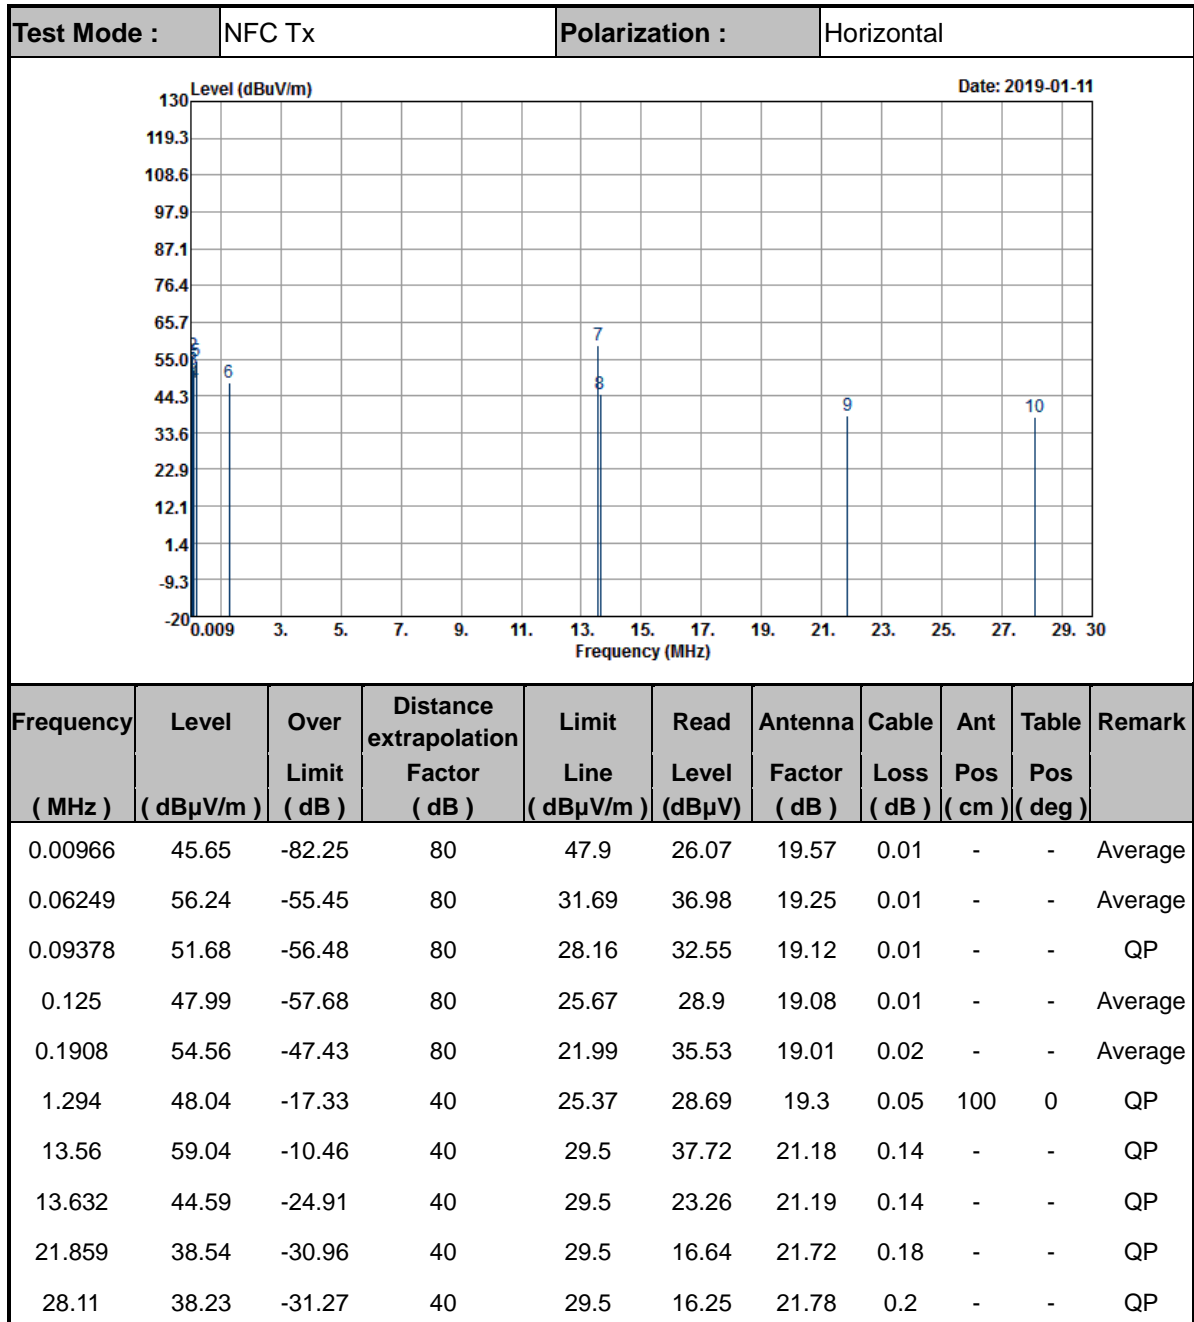 Test Mode : NFC Tx Polarization : Horizontal
Level (dBuV/m) Date: 2019-01-11
130
119.3
108.6
97.9
87.1
76.4
65.7
55.0
44.3
33.6
22.9
12.1
1.4
-9.3
-20
5
6
7
8
9
10
0.009 3. 5. 7. 9. 11. 13. 15. 17. 19. 21. 23. 25. 27. 29. 30
Frequency (MHz)
Frequency Level Over Distance extrapolation Limit Read Antenna Cable Ant Table Remark
Limit Factor Line Level Factor Loss Pos Pos
( MHz ) ( dBµV/m ) ( dB ) ( dB ) ( dBµV/m ) (dBµV) ( dB ) ( dB ) ( cm ) ( deg )
0.00966 45.65 -82.25 80 47.9 26.07 19.57 0.01 - - Average
0.06249 56.24 -55.45 80 31.69 36.98 19.25 0.01 - - Average
0.09378 51.68 -56.48 80 28.16 32.55 19.12 0.01 - - QP
0.125 47.99 -57.68 80 25.67 28.9 19.08 0.01 - - Average
0.1908 54.56 -47.43 80 21.99 35.53 19.01 0.02 - - Average
1.294 48.04 -17.33 40 25.37 28.69 19.3 0.05 100 0 QP
13.56 59.04 -10.46 40 29.5 37.72 21.18 0.14 - - QP
13.632 44.59 -24.91 40 29.5 23.26 21.19 0.14 - - QP
21.859 38.54 -30.96 40 29.5 16.64 21.72 0.18 - - QP
28.11 38.23 -31.27 40 29.5 16.25 21.78 0.2 - - QP